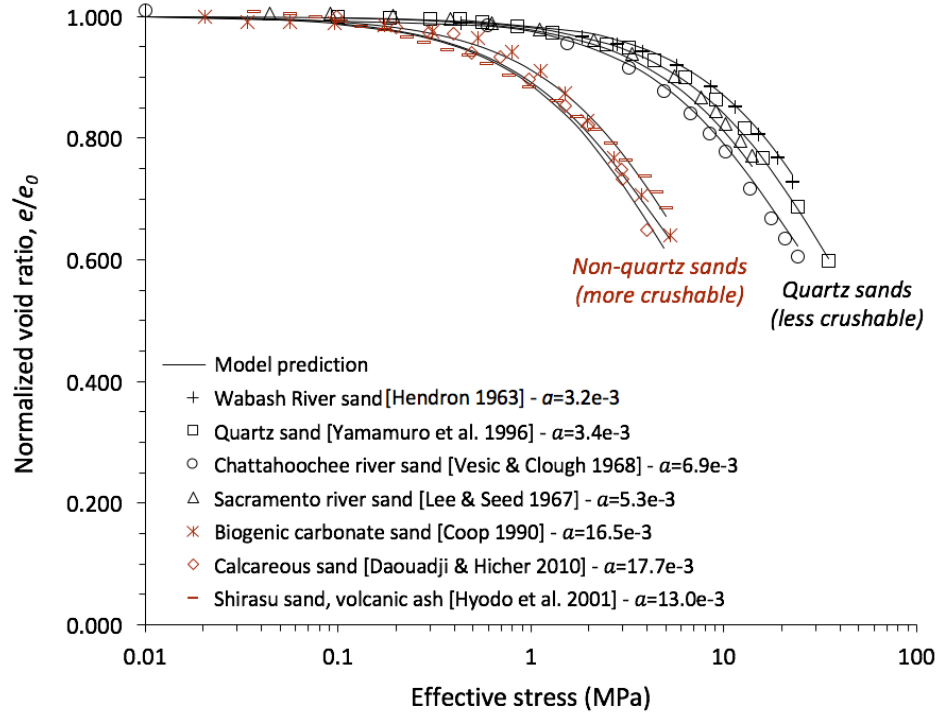 1.000
0.800
0.600
0.400
0.200
0.000
Normalized void ratio, e/e0
Non-quartz sands
(more crushable)
Quartz sands
(less crushable)
Model prediction
Wabash River sand [Hendron 1963] - a=3.2e-3
Quartz sand [Yamamuro et al. 1996] - a=3.4e-3
Chattahoochee river sand [Vesic & Clough 1968] - a=6.9e-3
Sacramento river sand [Lee & Seed 1967] - a=5.3e-3
Biogenic carbonate sand [Coop 1990] - a=16.5e-3
Calcareous sand [Daouadji & Hicher 2010] - a=17.7e-3
Shirasu sand, volcanic ash [Hyodo et al. 2001] - a=13.0e-3
0.01 0.1 1 10 100
Effective stress (MPa)